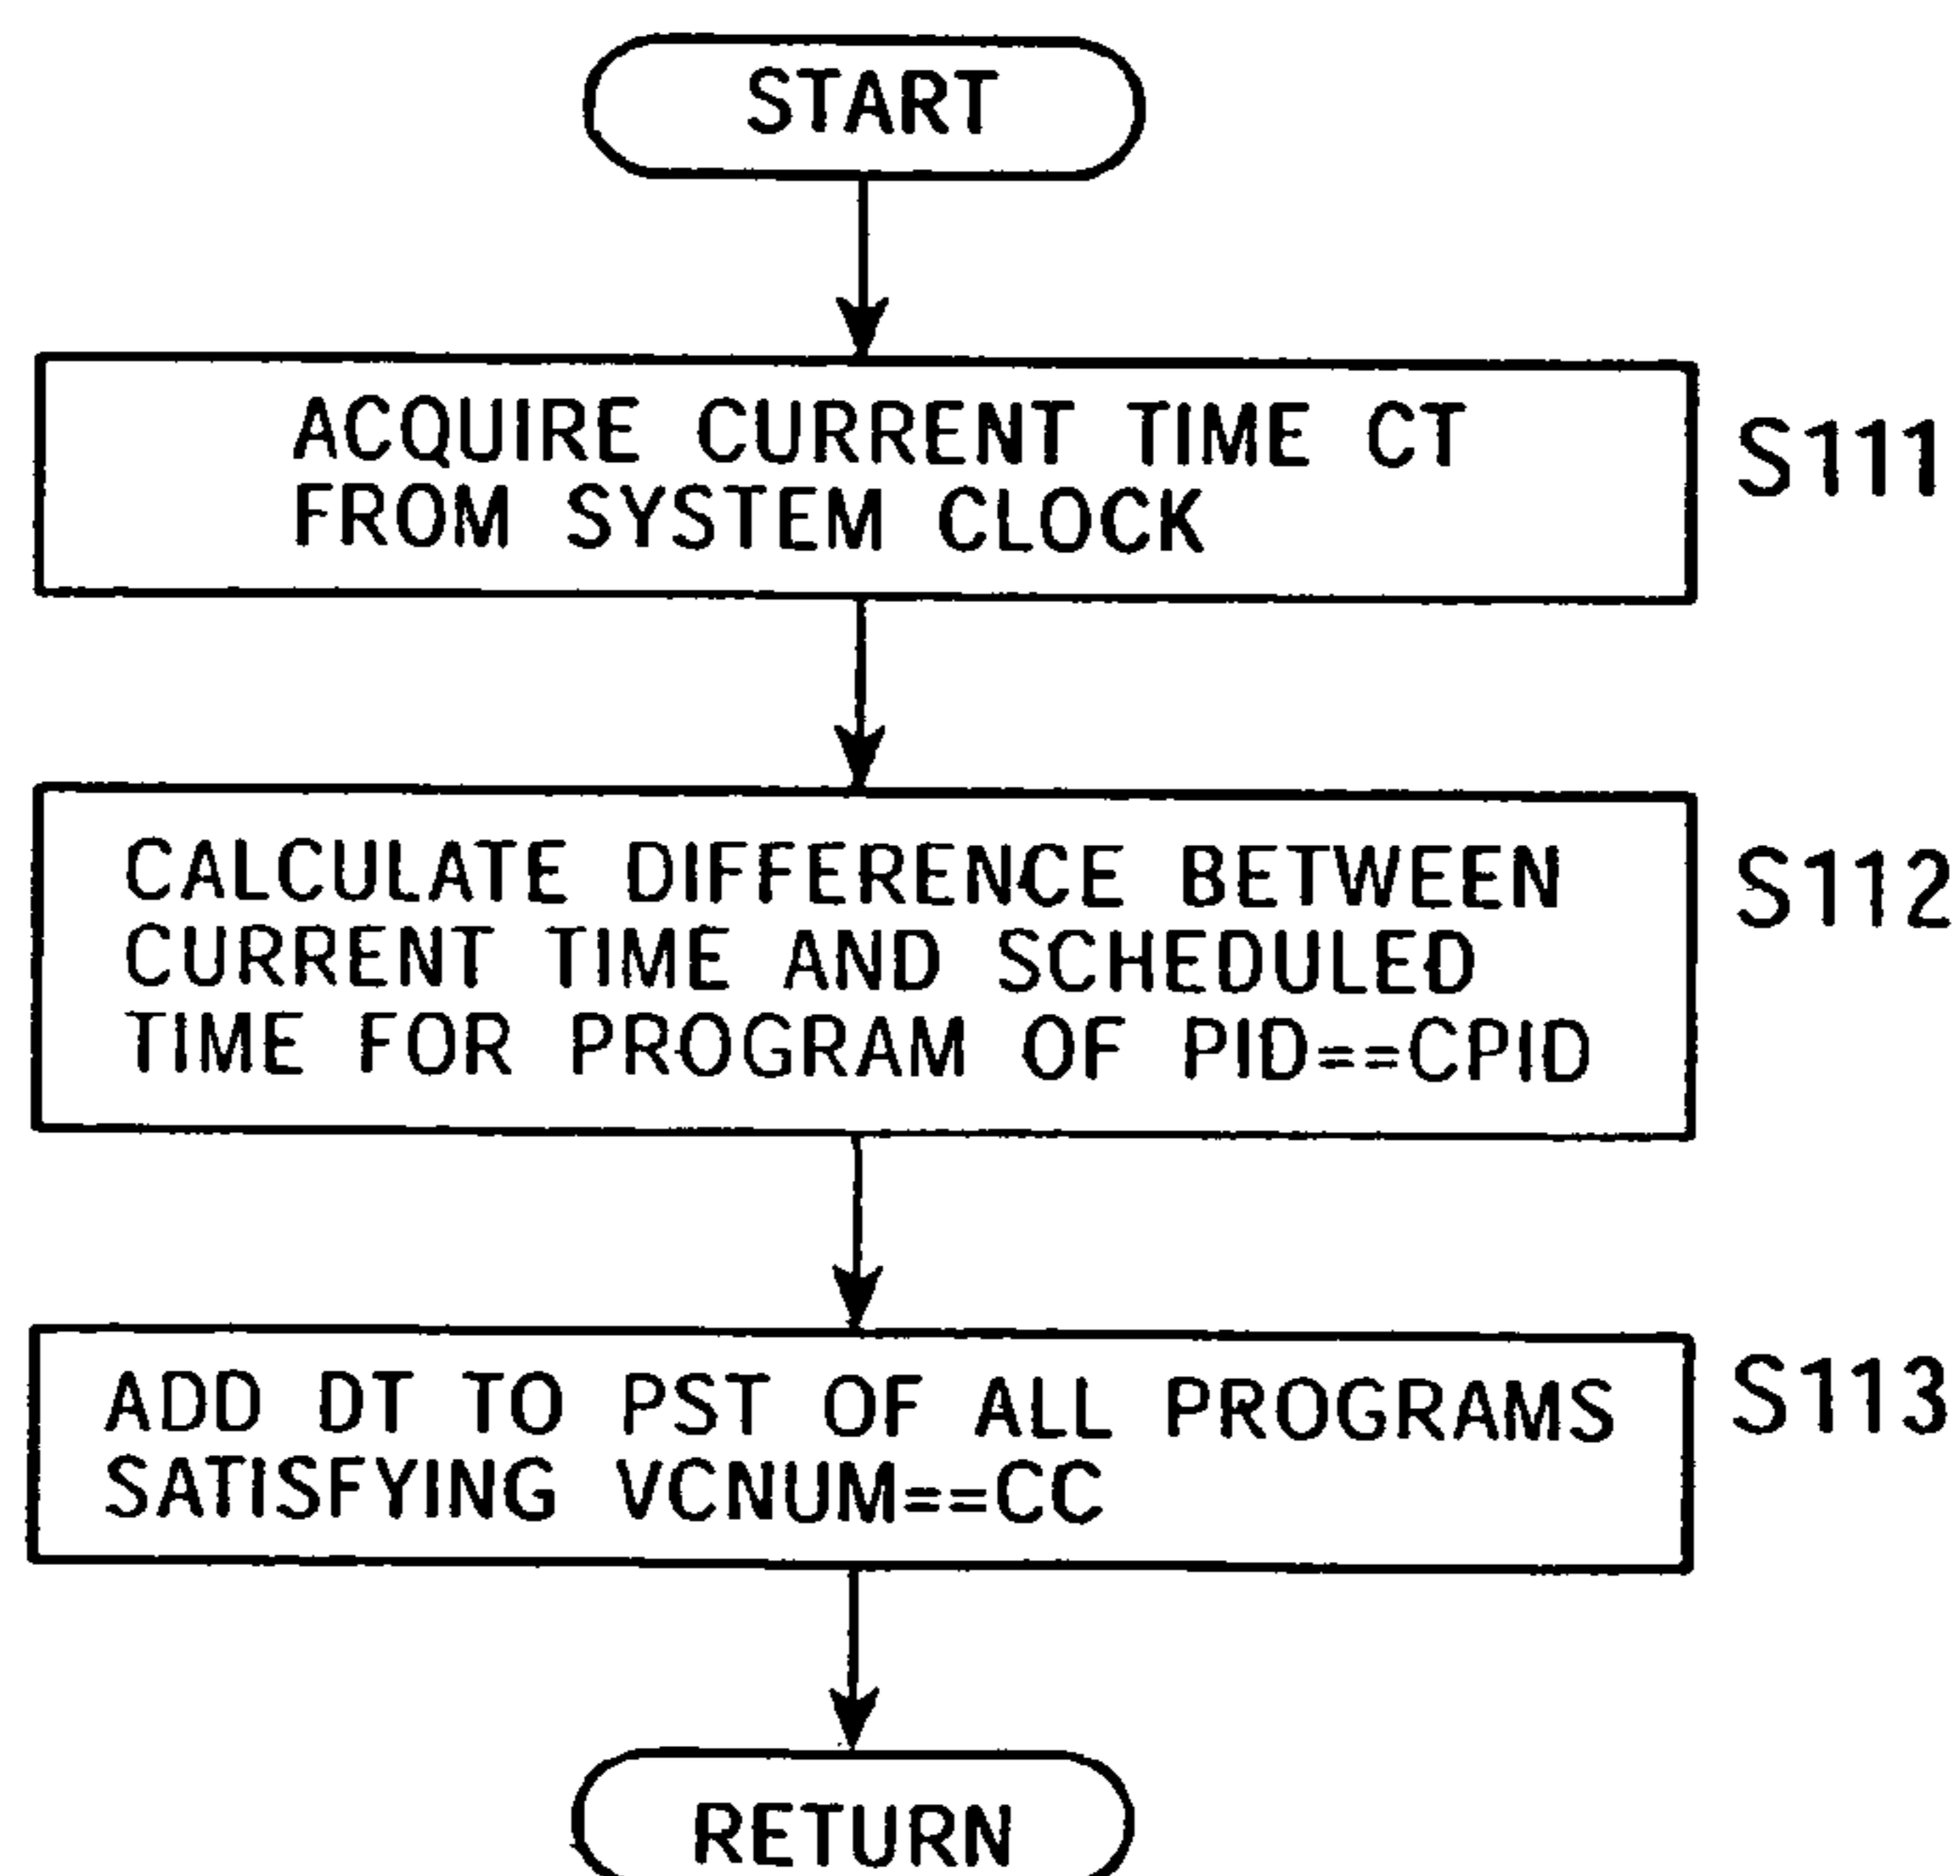 START
ACQUIRE CURRENT TIME CT
FROM SYSTEM CLOCK
S111
CALCULATE DIFFERENCE BETWEEN
CURRENT TIME AND SCHEDULED
TIME FOR PROGRAM OF PID==CPID
S112
ADD DT TO PST OF ALL PROGRAMS
SATISFYING VCNUM==CC
S113
RETURN